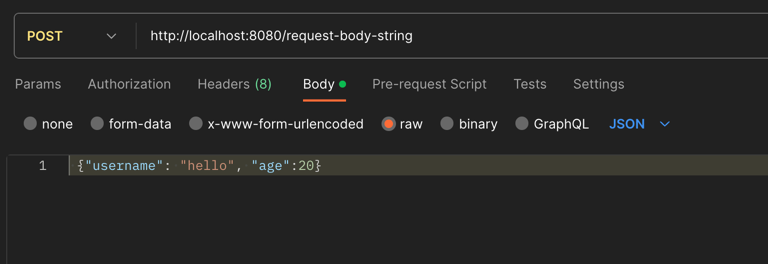 POST http://localhost:8080/request-body-string
Params Authorization Headers (8) Body Pre-request Script Tests Settings
none form-data x-www-form-urlencoded raw binary GraphQL JSON
1 {"username": "hello", "age":20}